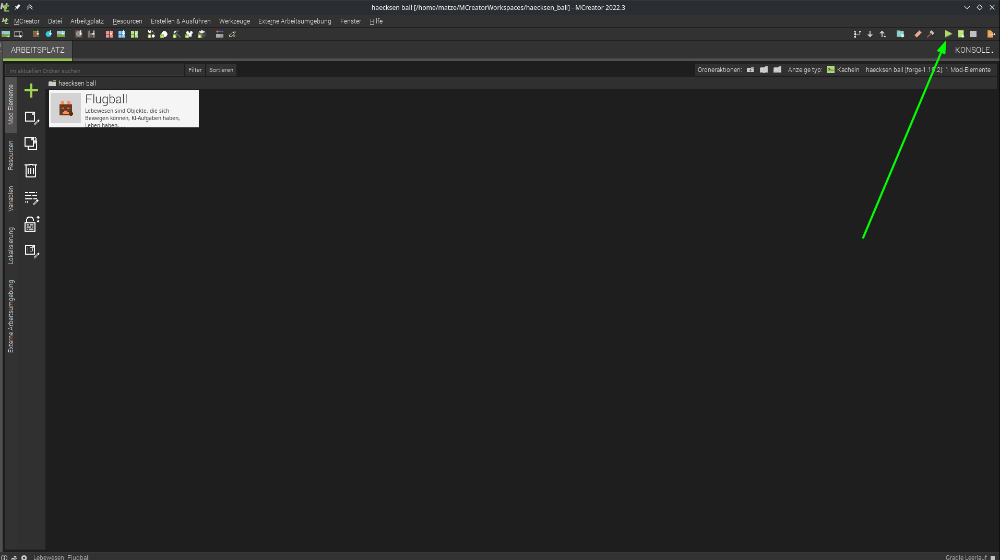 haecksen ball [/home/matze/MCreatorWorkspaces/haecksen_ball] - MCreator 2022.3
MCreator Datei Arbeitsplatz Resourcen Erstellen & Ausführen Werkzeuge Externe Arbeitsumgebung Fenster Hilfe
ARBEITSPLATZ
KONSOLE
Im aktuellen Ordner suchen Filter Sortieren
Ordneraktionen: Anzeige typ: Kacheln haecksen ball [forge-1.19.2]: 1 Mod-Elemente
haecksen ball
Flugball
Lebewesen sind Objekte, die sich
Bewegen können, KI-Aufgaben haben,
Leben haben, ...
Mod Elemente
Resourcen
Variablen
Lokalisierung
Externe Arbeitsumgebung
ID
Lebewesen: Flugball
Gradle Leerlauf